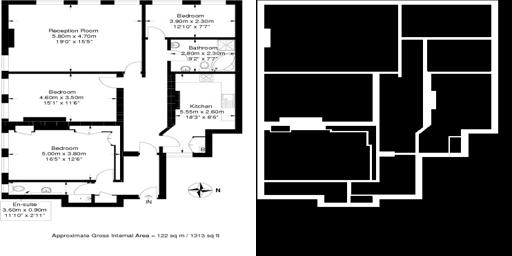 Bedroom
3.90m x 2.30m
12'10" x 7'7"
Reception Room
5.80m x 4.70m
19'0" x 15'5"
Bathroom
2.80m x 2.30m
9'2" x 7'7"
Bedroom
4.60m x 3.50m
15'1" x 11'6"
Kitchen
5.55m x 2.60m
18'3" x 8'6"
Bedroom
5.00m x 3.80m
16'5" x 12'6"
B
N
IN
En-suite
3.60m x 0.90m
11'10" x 2'11"
Approximate Gross Internal Area = 122 sq m / 1313 sq ft